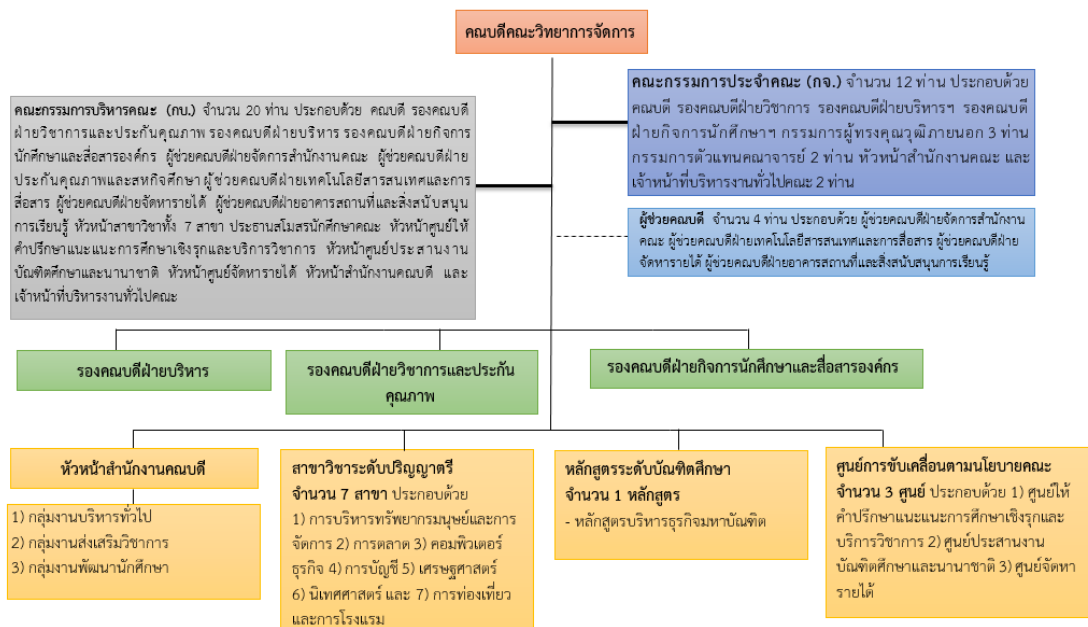 คณบดีคณะวิทยาการจัดการ
คณะกรรมการบริหารคณะ (กบ.) จำนวน 20 ท่าน ประกอบด้วย คณบดี รองคณบดี
ฝ่ายวิชาการและประกันคุณภาพ รองคณบดีฝ่ายบริหาร รองคณบดีฝ่ายกิจการ
นักศึกษาและสื่อสารองค์กร ผู้ช่วยคณบดีฝ่ายจัดการสำนักงานคณะ ผู้ช่วยคณบดีฝ่าย
ประกันคุณภาพและสหกิจศึกษา ผู้ช่วยคณบดีฝ่ายเทคโนโลยีสารสนเทศและการ
สื่อสาร ผู้ช่วยคณบดีฝ่ายจัดหารายได้ ผู้ช่วยคณบดีฝ่ายอาคารสถานที่และสิ่งสนับสนุน
การเรียนรู้ หัวหน้าสาขาวิชาทั้ง 7 สาขา ประธานสโมสรนักศึกษาคณะ หัวหน้าศูนย์ให้
คำปรึกษาแนะแนะการศึกษาเชิงรุกและบริการวิชาการ หัวหน้าศูนย์ประสานงาน
บัณฑิตศึกษาและนานาชาติ หัวหน้าศูนย์จัดหารายได้ หัวหน้าสำนักงานคณบดี และ
เจ้าหน้าที่บริหารงานทั่วไปคณะ
คณะกรรมการประจำคณะ (กจ.) จำนวน 12 ท่าน ประกอบด้วย
คณบดี รองคณบดีฝ่ายวิชาการ รองคณบดีฝ่ายบริหารฯ รองคณบดี
ฝ่ายกิจการนักศึกษาฯ กรรมการผู้ทรงคุณวุฒิภายนอก 3 ท่าน
กรรมการตัวแทนคณาจารย์ 2 ท่าน หัวหน้าสำนักงานคณะ และ
เจ้าหน้าที่บริหารงานทั่วไปคณะ 2 ท่าน
ผู้ช่วยคณบดี จำนวน 4 ท่าน ประกอบด้วย ผู้ช่วยคณบดีฝ่ายจัดการสำนักงาน
คณะ ผู้ช่วยคณบดีฝ่ายเทคโนโลยีสารสนเทศและการสื่อสาร ผู้ช่วยคณบดีฝ่าย
จัดหารายได้ ผู้ช่วยคณบดีฝ่ายอาคารสถานที่และสิ่งสนับสนุนการเรียนรู้
รองคณบดีฝ่ายบริหาร
รองคณบดีฝ่ายวิชาการและประกัน
คุณภาพ
รองคณบดีฝ่ายกิจการนักศึกษาและสื่อสารองค์กร
หัวหน้าสำนักงานคณบดี
1) กลุ่มงานบริหารทั่วไป
2) กลุ่มงานส่งเสริมวิชาการ
3) กลุ่มงานพัฒนานักศึกษา
สาขาวิชาระดับปริญญาตรี
จำนวน 7 สาขา ประกอบด้วย
1) การบริหารทรัพยากรมนุษย์และการ
จัดการ 2) การตลาด 3) คอมพิวเตอร์
ธุรกิจ 4) การบัญชี 5) เศรษฐศาสตร์
6) นิเทศศาสตร์ และ 7) การท่องเที่ยว
และการโรงแรม
หลักสูตรระดับบัณฑิตศึกษา
จำนวน 1 หลักสูตร
- หลักสูตรบริหารธุรกิจมหาบัณฑิต
ศูนย์การขับเคลื่อนตามนโยบายคณะ
จำนวน 3 ศูนย์ ประกอบด้วย 1) ศูนย์ให้
คำปรึกษาแนะแนะการศึกษาเชิงรุกและ
บริการวิชาการ 2) ศูนย์ประสานงาน
บัณฑิตศึกษาและนานาชาติ 3) ศูนย์จัดหา
รายได้